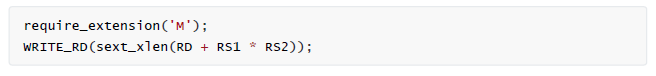 require_extension('M');
WRITE_RD(sext_xlen(RD + RS1 * RS2));